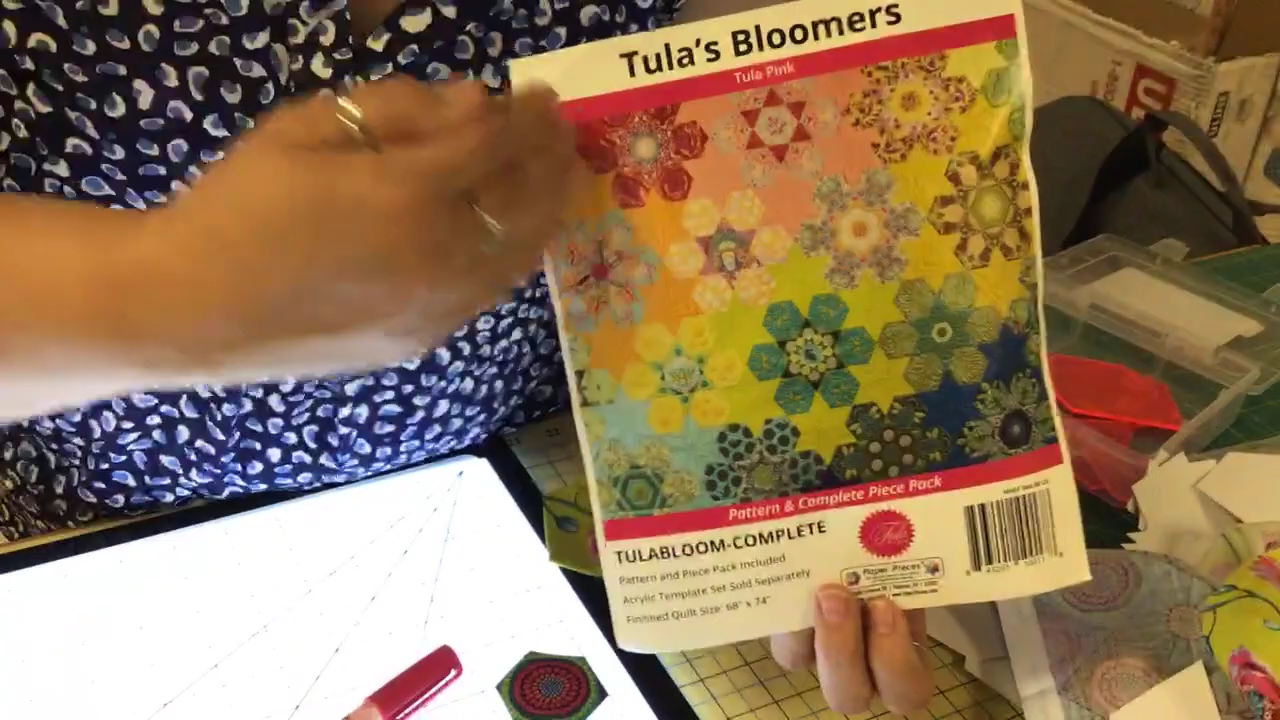 Tula's Bloomers
Tula Pink
Pattern & Complete Piece Pack
TULABLOOM-COMPLETE
Pattern and Piece Pack Included
Acrylic Template Set Sold Separately
Finished Quilt Size: 68" x 74"
Tula
Paper Pieces